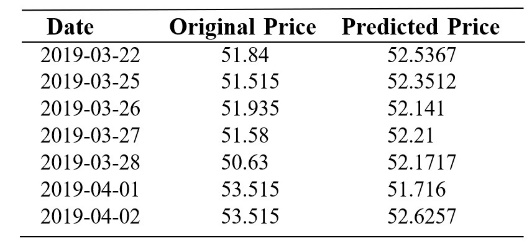 Date Original Price Predicted Price
2019-03-22 51.84 52.5367
2019-03-25 51.515 52.3512
2019-03-26 51.935 52.141
2019-03-27 51.58 52.21
2019-03-28 50.63 52.1717
2019-04-01 53.515 51.716
2019-04-02 53.515 52.6257